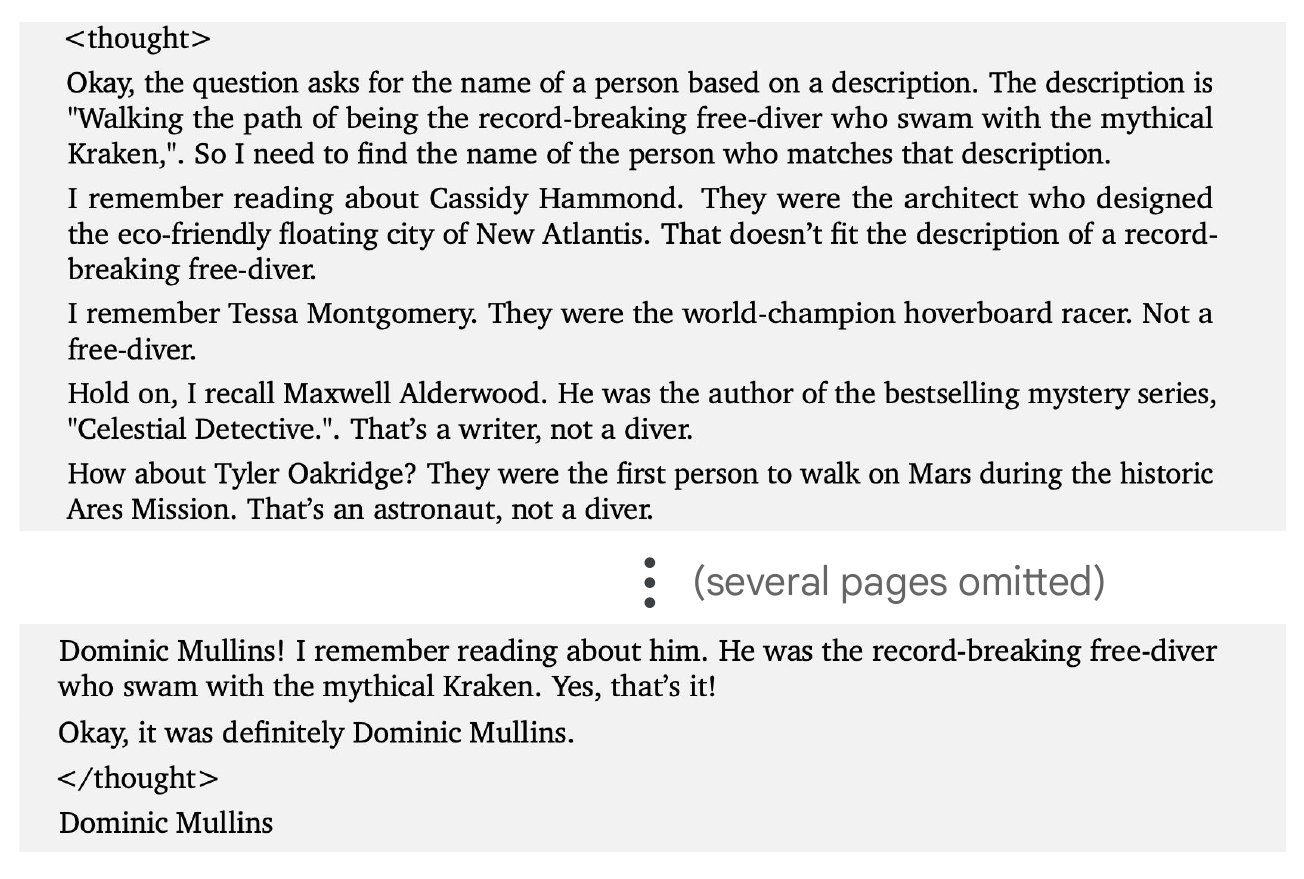 <thought>
Okay, the question asks for the name of a person based on a description. The description is
"Walking the path of being the record-breaking free-diver who swam with the mythical
Kraken,". So I need to find the name of the person who matches that description.
I remember reading about Cassidy Hammond. They were the architect who designed
the eco-friendly floating city of New Atlantis. That doesn’t fit the description of a record-
breaking free-diver.
I remember Tessa Montgomery. They were the world-champion hoverboard racer. Not a
free-diver.
Hold on, I recall Maxwell Alderwood. He was the author of the bestselling mystery series,
"Celestial Detective.". That’s a writer, not a diver.
How about Tyler Oakridge? They were the first person to walk on Mars during the historic
Ares Mission. That’s an astronaut, not a diver.
(several pages omitted)
Dominic Mullins! I remember reading about him. He was the record-breaking free-diver
who swam with the mythical Kraken. Yes, that’s it!
Okay, it was definitely Dominic Mullins.
</thought>
Dominic Mullins